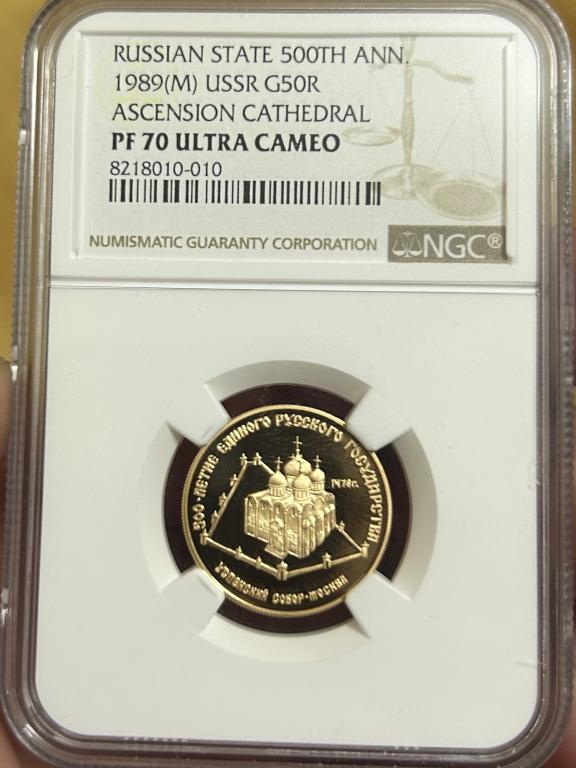 RUSSIAN STATE 500TH ANN.
1989(M) USSR G50R
ASCENSION CATHEDRAL
PF 70 ULTRA CAMEO
8218010-010
NUMISMATIC GUARANTY CORPORATION NGC®
500-ЛЕТИЕ ЕДИНОГО РУССКОГО ГОСУДАРСТВА
1479г.
УСПЕНСКИЙ СОБОР·МОСКВА